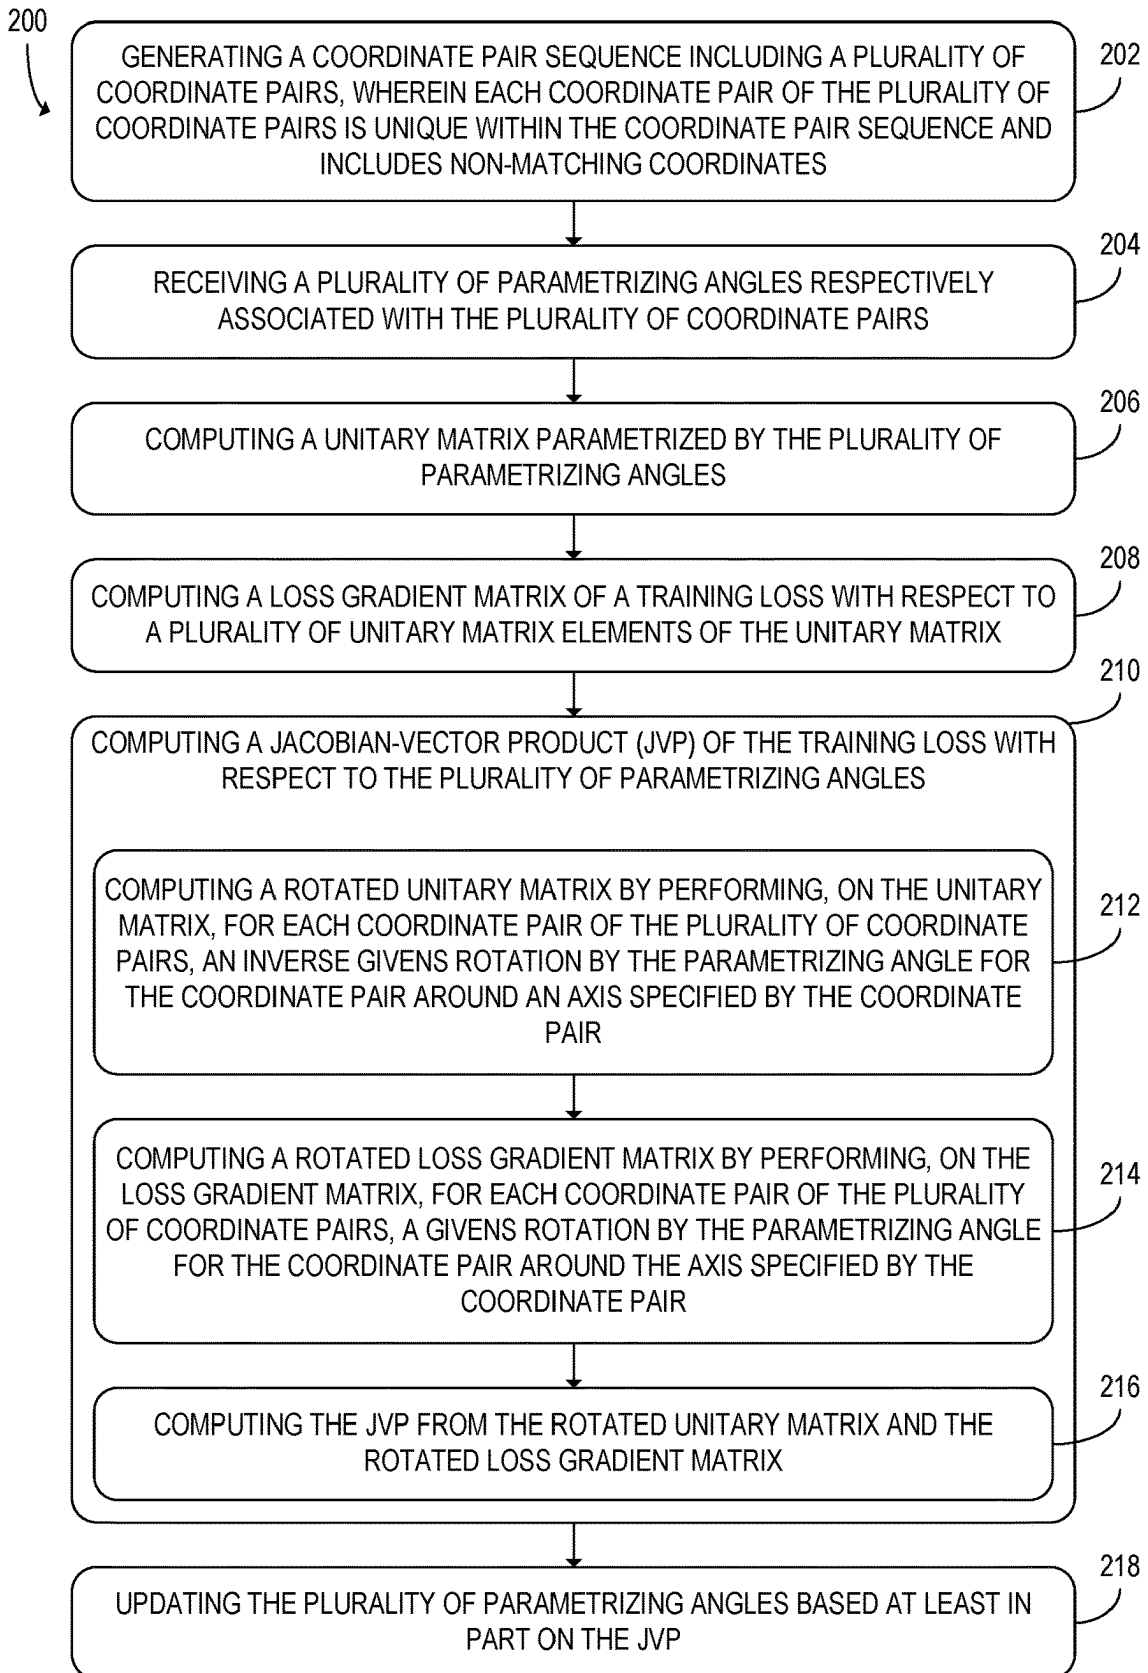 200
GENERATING A COORDINATE PAIR SEQUENCE INCLUDING A PLURALITY OF
COORDINATE PAIRS, WHEREIN EACH COORDINATE PAIR OF THE PLURALITY OF
COORDINATE PAIRS IS UNIQUE WITHIN THE COORDINATE PAIR SEQUENCE AND
INCLUDES NON-MATCHING COORDINATES
202
RECEIVING A PLURALITY OF PARAMETRIZING ANGLES RESPECTIVELY
ASSOCIATED WITH THE PLURALITY OF COORDINATE PAIRS
204
COMPUTING A UNITARY MATRIX PARAMETRIZED BY THE PLURALITY OF
PARAMETRIZING ANGLES
206
COMPUTING A LOSS GRADIENT MATRIX OF A TRAINING LOSS WITH RESPECT TO
A PLURALITY OF UNITARY MATRIX ELEMENTS OF THE UNITARY MATRIX
208
COMPUTING A JACOBIAN-VECTOR PRODUCT (JVP) OF THE TRAINING LOSS WITH
RESPECT TO THE PLURALITY OF PARAMETRIZING ANGLES
210
COMPUTING A ROTATED UNITARY MATRIX BY PERFORMING, ON THE UNITARY
MATRIX, FOR EACH COORDINATE PAIR OF THE PLURALITY OF COORDINATE
PAIRS, AN INVERSE GIVENS ROTATION BY THE PARAMETRIZING ANGLE FOR
THE COORDINATE PAIR AROUND AN AXIS SPECIFIED BY THE COORDINATE
PAIR
212
COMPUTING A ROTATED LOSS GRADIENT MATRIX BY PERFORMING, ON THE
LOSS GRADIENT MATRIX, FOR EACH COORDINATE PAIR OF THE PLURALITY
OF COORDINATE PAIRS, A GIVENS ROTATION BY THE PARAMETRIZING ANGLE
FOR THE COORDINATE PAIR AROUND THE AXIS SPECIFIED BY THE
COORDINATE PAIR
214
COMPUTING THE JVP FROM THE ROTATED UNITARY MATRIX AND THE
ROTATED LOSS GRADIENT MATRIX
216
UPDATING THE PLURALITY OF PARAMETRIZING ANGLES BASED AT LEAST IN
PART ON THE JVP
218